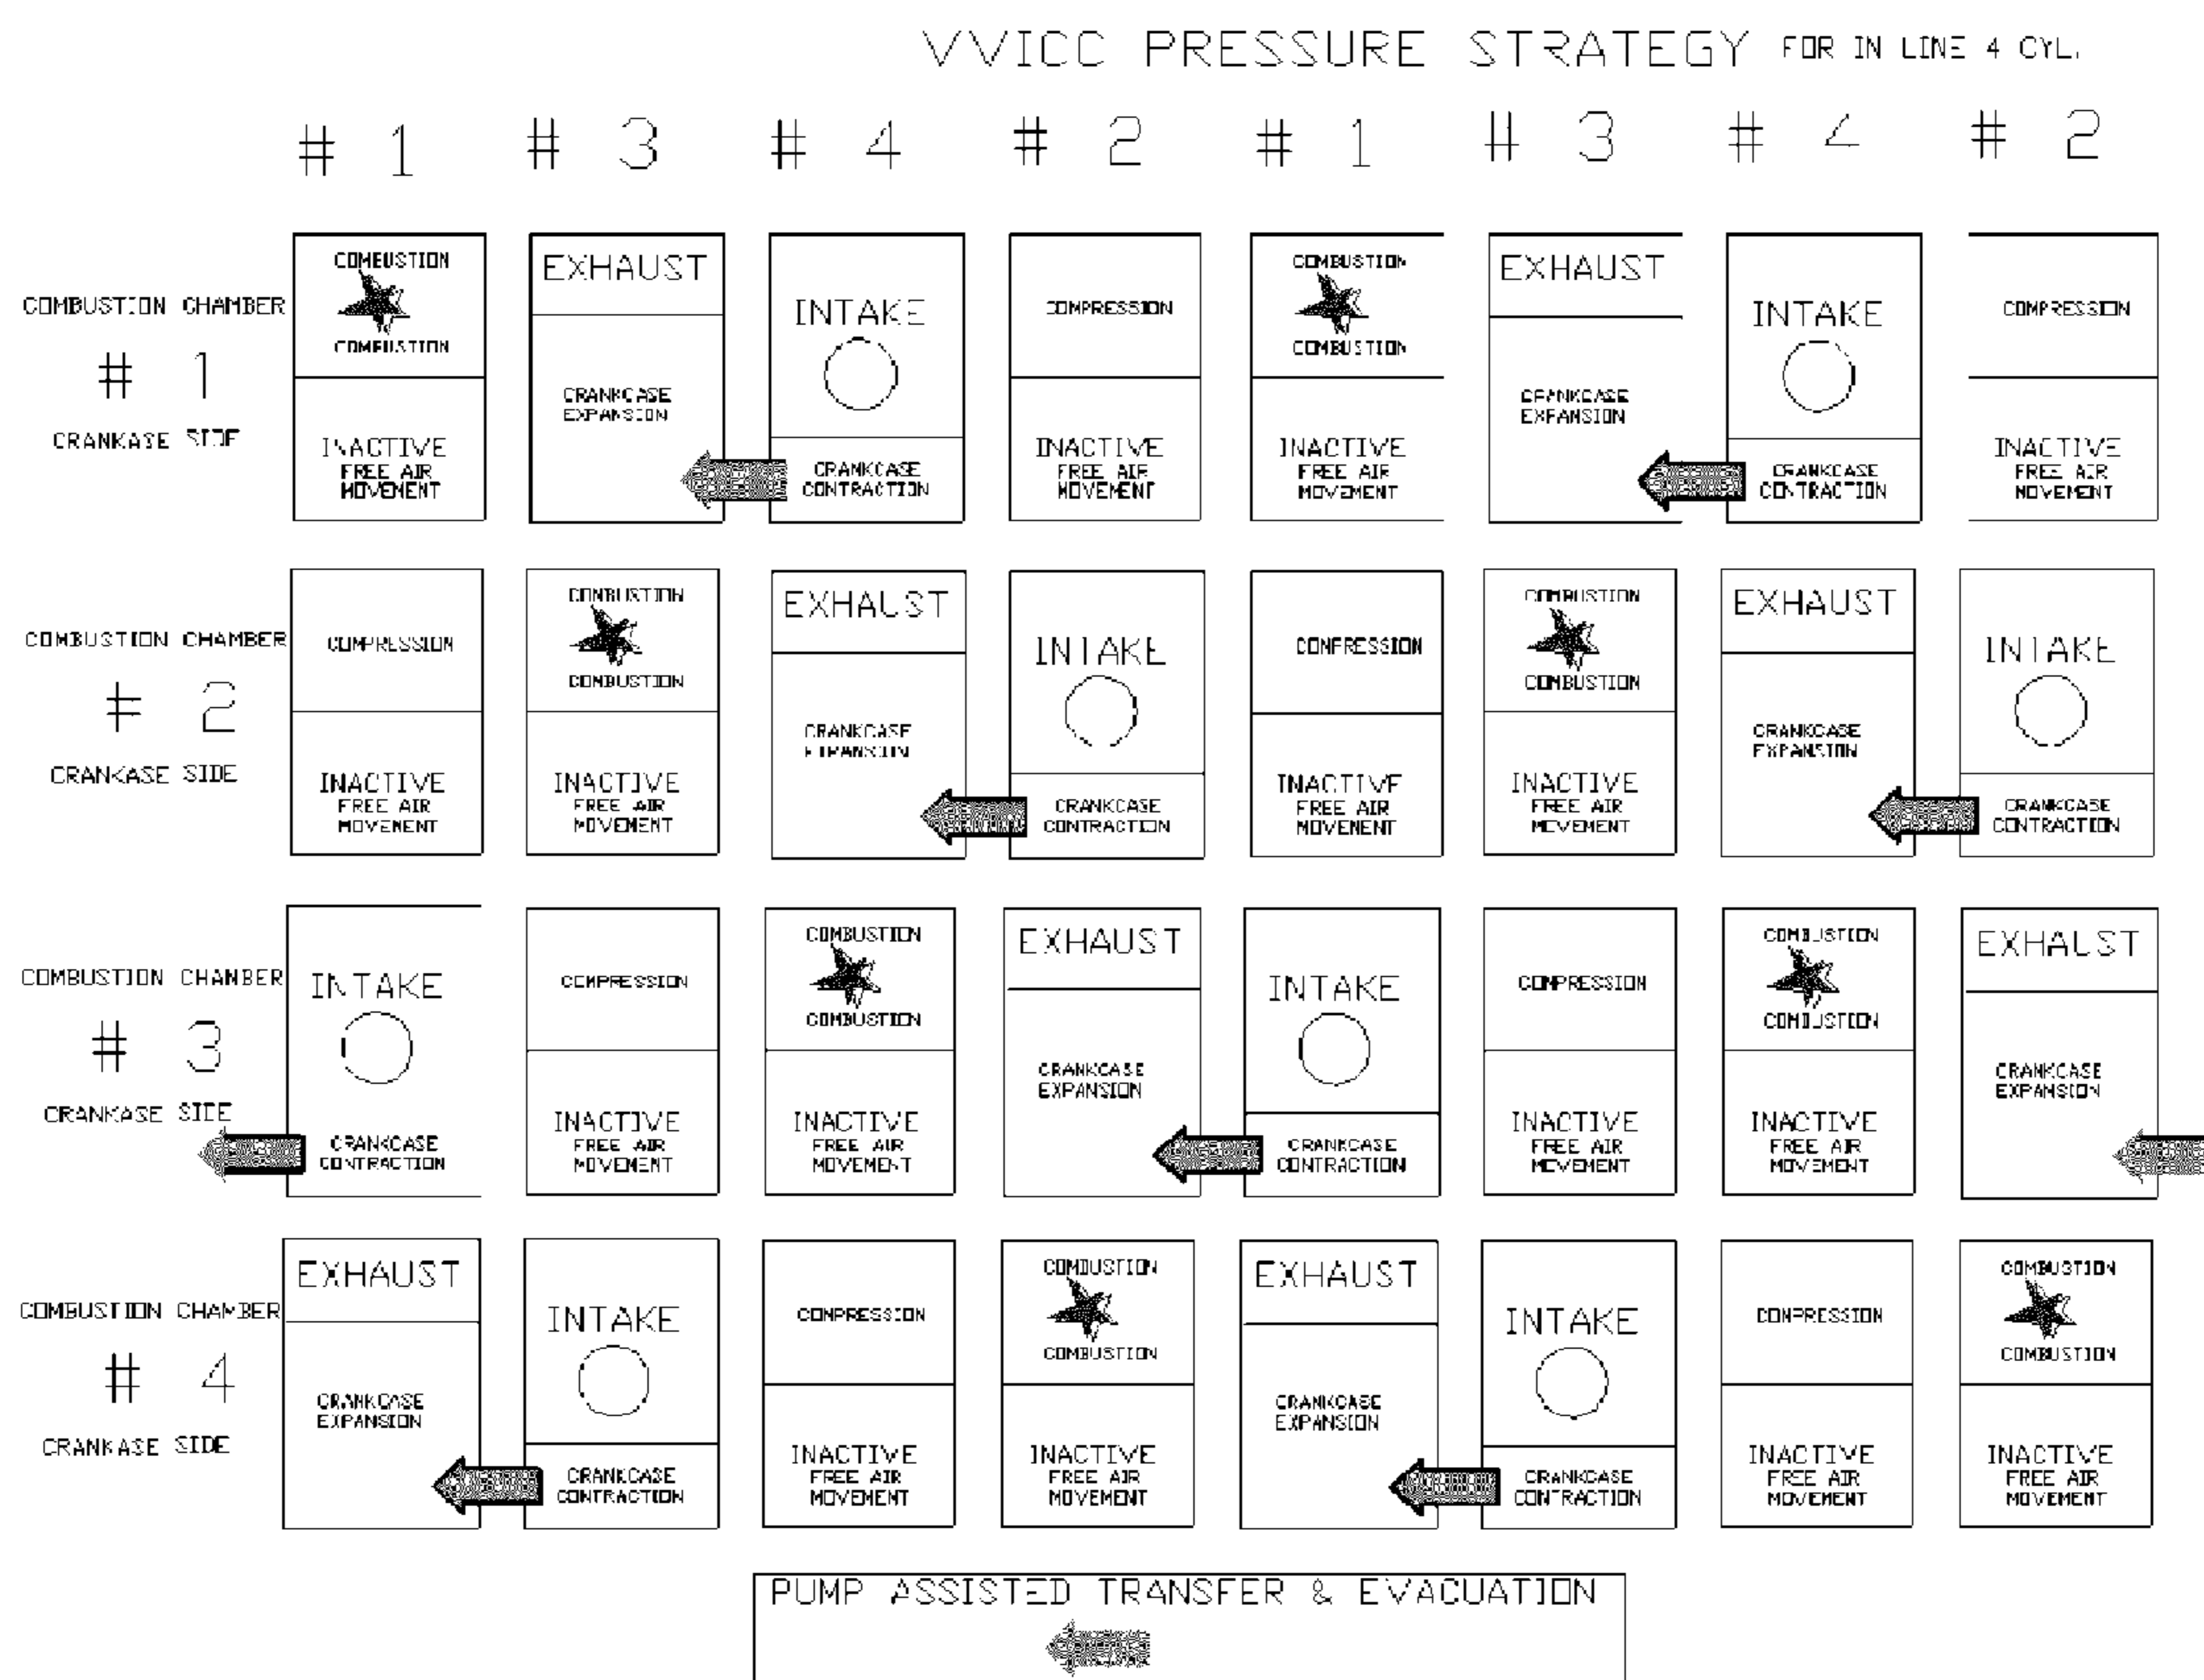 VVICC PRESSURE STRATEGY FOR IN LINE 4 CYL.
# 1 # 3 # 4 # 2 # 1 # 3 # 4 # 2
COMBUSTION CHAMBER
# 1
CRANKASE SIDE
COMBUSTION
COMBUSTION
INACTIVE
FREE AIR
MOVEMENT
EXHAUST
CRANKCASE
EXPANSION
INTAKE
CRANKCASE
CONTRACTION
COMPRESSION
INACTIVE
FREE AIR
MOVEMENT
COMBUSTION
COMBUSTION
INACTIVE
FREE AIR
MOVEMENT
EXHAUST
CRANKCASE
EXPANSION
INTAKE
CRANKCASE
CONTRACTION
COMPRESSION
INACTIVE
FREE AIR
MOVEMENT
COMBUSTION CHAMBER
# 2
CRANKASE SIDE
COMPRESSION
INACTIVE
FREE AIR
MOVEMENT
COMBUSTION
COMBUSTION
INACTIVE
FREE AIR
MOVEMENT
EXHAUST
CRANKCASE
EXPANSION
INTAKE
CRANKCASE
CONTRACTION
COMPRESSION
INACTIVE
FREE AIR
MOVEMENT
COMBUSTION
COMBUSTION
INACTIVE
FREE AIR
MOVEMENT
EXHAUST
CRANKCASE
EXPANSION
INTAKE
CRANKCASE
CONTRACTION
COMBUSTION CHAMBER
# 3
CRANKASE SIDE
INTAKE
CRANKCASE
CONTRACTION
COMPRESSION
INACTIVE
FREE AIR
MOVEMENT
COMBUSTION
COMBUSTION
INACTIVE
FREE AIR
MOVEMENT
EXHAUST
CRANKCASE
EXPANSION
INTAKE
CRANKCASE
CONTRACTION
COMPRESSION
INACTIVE
FREE AIR
MOVEMENT
COMBUSTION
COMBUSTION
INACTIVE
FREE AIR
MOVEMENT
EXHAUST
CRANKCASE
EXPANSION
COMBUSTION CHAMBER
# 4
CRANKASE SIDE
EXHAUST
CRANKCASE
EXPANSION
INTAKE
CRANKCASE
CONTRACTION
COMPRESSION
INACTIVE
FREE AIR
MOVEMENT
COMBUSTION
COMBUSTION
INACTIVE
FREE AIR
MOVEMENT
EXHAUST
CRANKCASE
EXPANSION
INTAKE
CRANKCASE
CONTRACTION
COMPRESSION
INACTIVE
FREE AIR
MOVEMENT
COMBUSTION
COMBUSTION
INACTIVE
FREE AIR
MOVEMENT
PUMP ASSISTED TRANSFER & EVACUATION